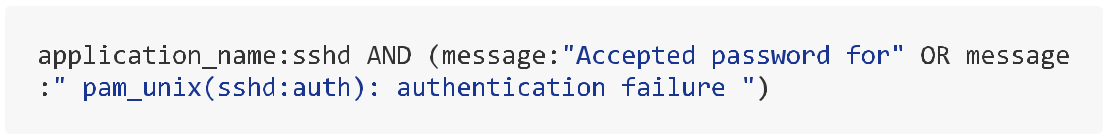 application_name:sshd AND (message:"Accepted password for" OR message
:" pam_unix(sshd:auth): authentication failure ")